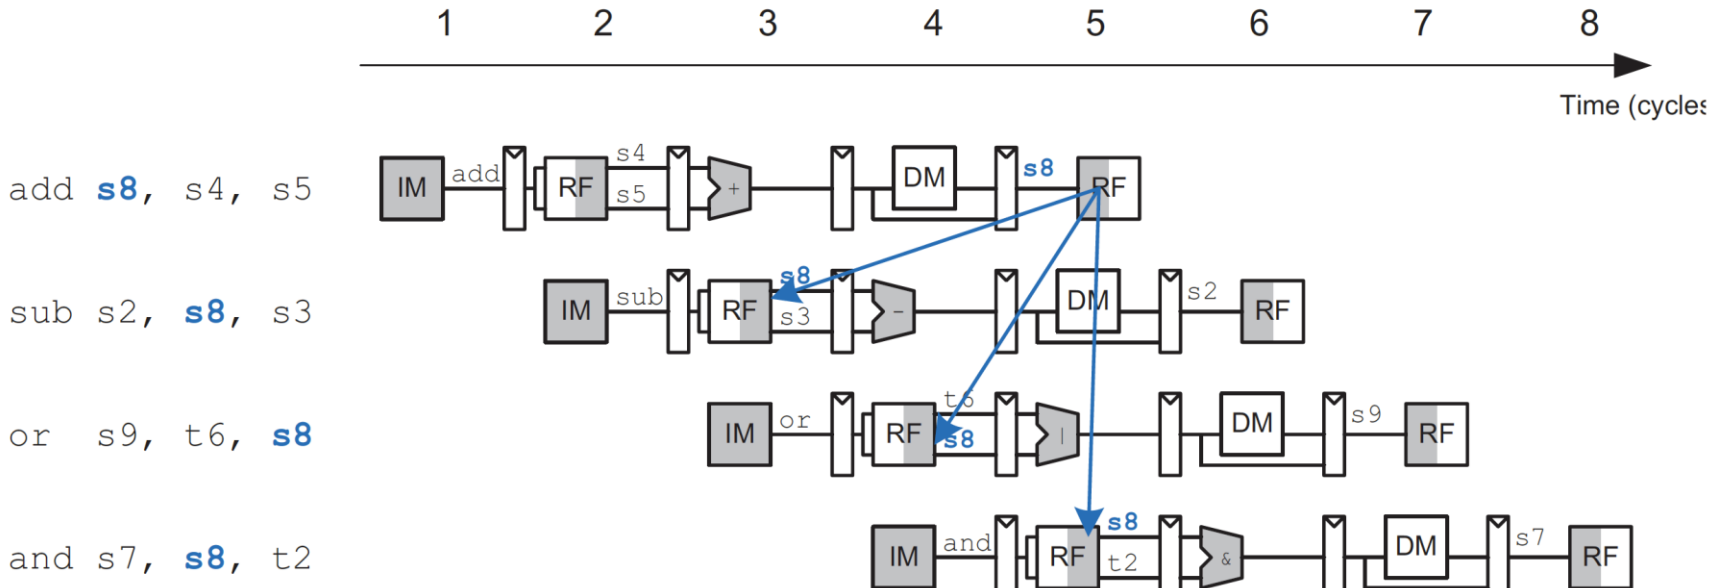 1 2 3 4 5 6 7 8
Time (cycles
add s8, s4, s5 IM add RF s4 s5 + DM s8 RF
sub s2, s8, s3 IM sub RF s8 s3 - DM s2 RF
or s9, t6, s8 IM or RF t6 s8 | DM s9 RF
and s7, s8, t2 IM and RF s8 t2 & DM s7 RF